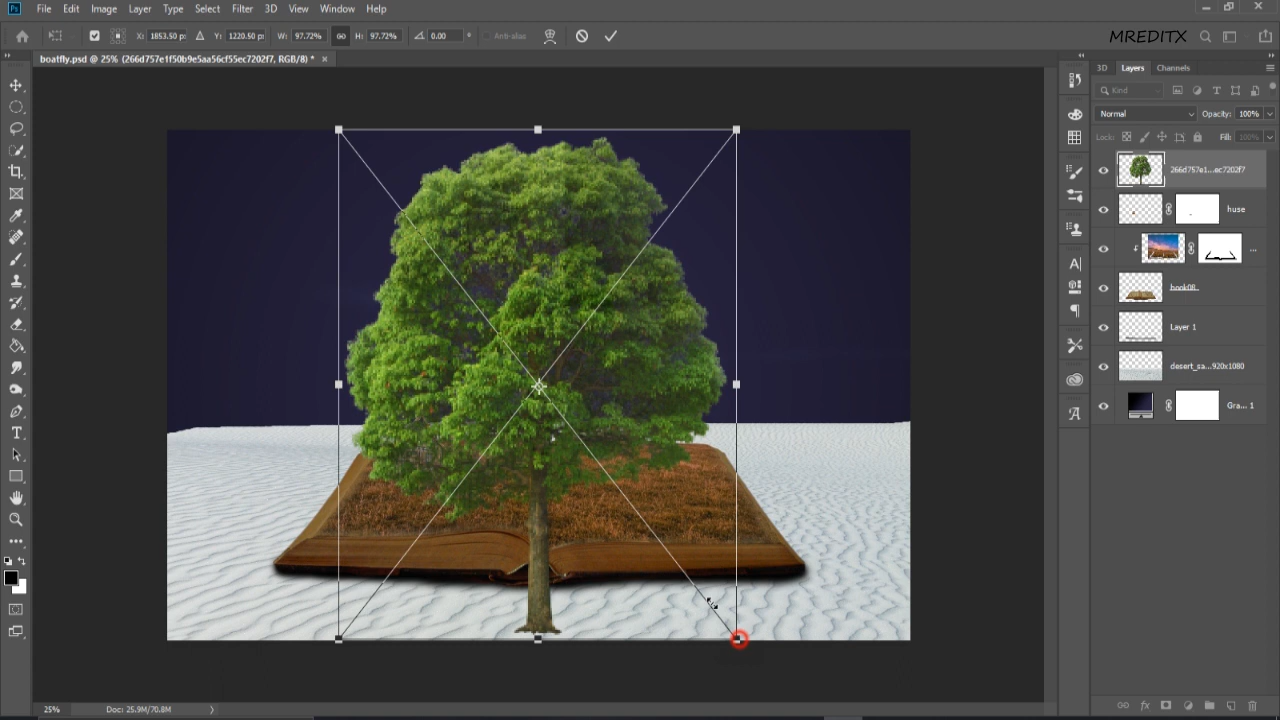 Ps File Edit Image Layer Type Select Filter 3D View Window Help
X: 1853.50 px Y: 1220.50 px W: 97.72% H: 97.72% 0.00 ° Anti-alias MREDITX
boatfly.psd @ 25% (266d757e1f50b9e5aa56cf55ec7202f7, RGB/8) * ×
3D Layers Channels
Kind
Normal Opacity: 100%
Lock: Fill: 100%
266d757e1...ec7202f7
huse
...
Layer 1
desert_sa...920x1080
Gra... 1
25% Doc: 25.9M/70.8M